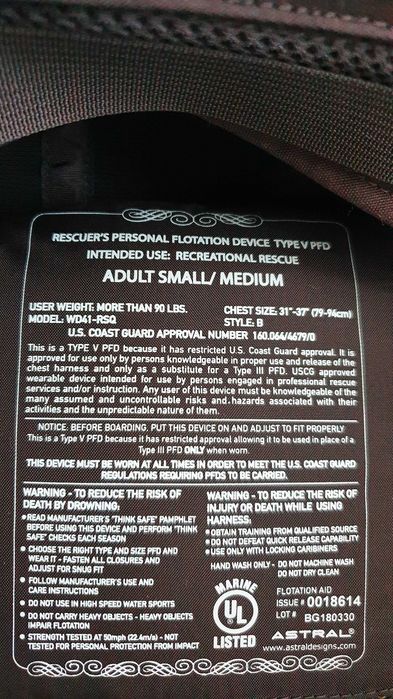 RESCUER'S PERSONAL FLOTATION DEVICE TYPE V PFD
INTENDED USE: RECREATIONAL RESCUE
ADULT SMALL/ MEDIUM
USER WEIGHT: MORE THAN 90 LBS.
CHEST SIZE: 31"-37" (79-94cm)
MODEL: WD41-RSQ
STYLE: B
U.S. COAST GUARD APPROVAL NUMBER 160.064/4679/0
This is a TYPE V PFD because it has restricted U.S. Coast Guard approval. It is
approved for use only by persons knowledgeable in proper use and release of the
chest harness and only as a substitute for a Type III PFD. USCG approved
wearable device intended for use by persons engaged in professional rescue
services and/or instruction. Any user of this device must be knowledgeable of the
many assumed and uncontrollable risks and hazards associated with their
activities and the unpredictable nature of them.
NOTICE: BEFORE BOARDING, PUT THIS DEVICE ON AND ADJUST TO FIT PROPERLY
This is a Type V PFD because it has restricted approval allowing it to be used in place of a
Type III PFD ONLY when worn.
THIS DEVICE MUST BE WORN AT ALL TIMES IN ORDER TO MEET THE U.S. COAST GUARD
REGULATIONS REQUIRING PFDS TO BE CARRIED.
WARNING - TO REDUCE THE RISK OF
DEATH BY DROWNING:
• READ MANUFACTURER'S "THINK SAFE" PAMPHLET
BEFORE USING THIS DEVICE AND PERFORM "THINK
SAFE" CHECKS EACH SEASON
• CHOOSE THE RIGHT TYPE AND SIZE PFD AND
WEAR IT - FASTEN ALL CLOSURES AND
ADJUST FOR SNUG FIT
• FOLLOW MANUFACTURER'S USE AND
CARE INSTRUCTIONS
• DO NOT USE IN HIGH SPEED WATER SPORTS
• DO NOT CARRY HEAVY OBJECTS - HEAVY OBJECTS
IMPAIR FLOTATION
• STRENGTH TESTED AT 50mph (22.4m/s) - NOT
TESTED FOR PERSONAL PROTECTION FROM IMPACT
WARNING - TO REDUCE THE RISK OF
INJURY OR DEATH WHILE USING
HARNESS:
• OBTAIN TRAINING FROM QUALIFIED SOURCE
• DO NOT DEFEAT QUICK RELEASE CAPABILITY
• USE ONLY WITH LOCKING CARIBINERS
HAND WASH ONLY - DO NOT MACHINE WASH
DO NOT DRY CLEAN
MARINE
UL
LISTED
FLOTATION AID
ISSUE # 0018614
LOT # BG180330
ASTRAL
www.astraldesigns.com